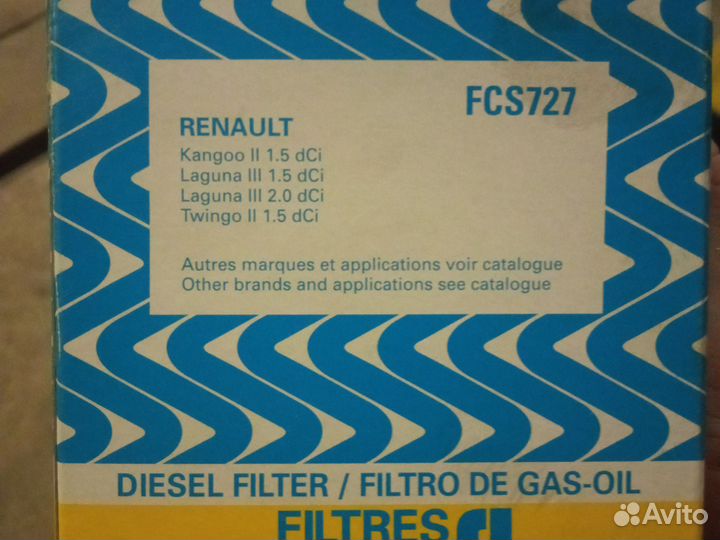 FCS727
RENAULT
Kangoo II 1.5 dCi
Laguna III 1.5 dCi
Laguna III 2.0 dCi
Twingo II 1.5 dCi
Autres marques et applications voir catalogue
Other brands and applications see catalogue
DIESEL FILTER / FILTRO DE GAS-OIL
FILTRES
Avito